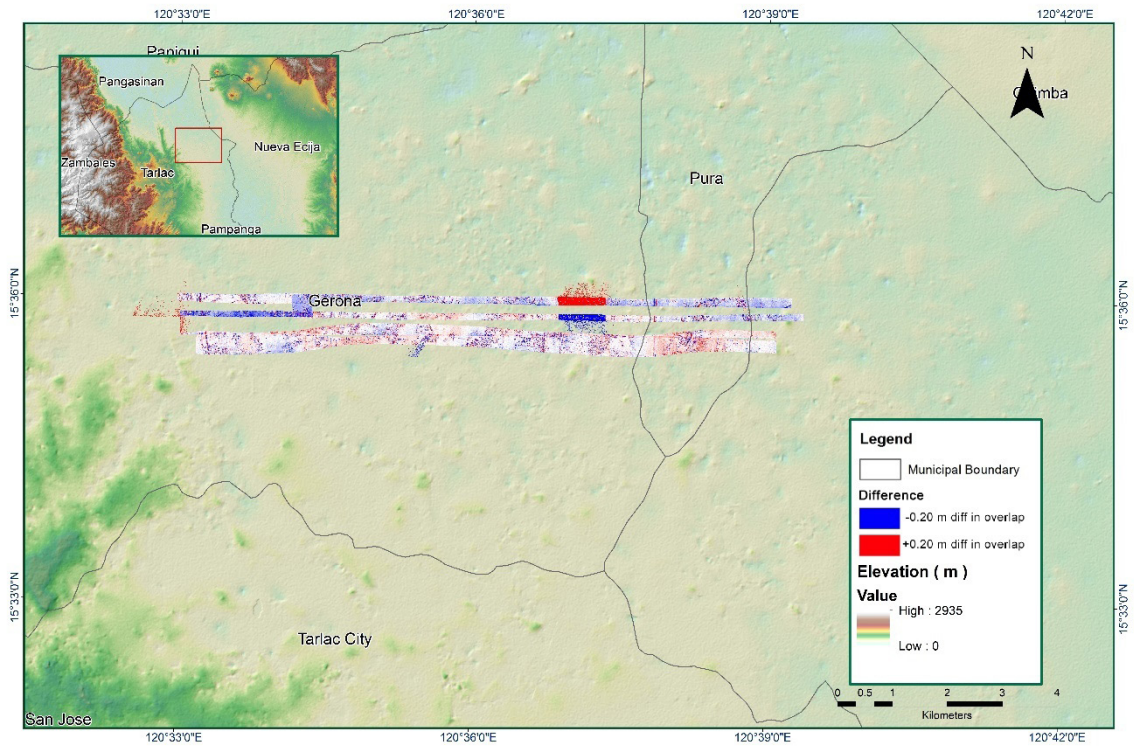 120°33'0"E
120°36'0"E
120°39'0"E
120°42'0"E
Paniqui
Pangasinan
Nueva Ecija
Zambales
Tarlac
Pampanga
N
Pura
15°36'0"N
15°36'0"N
Gerona
Legend
Municipal Boundary
Difference
-0.20 m diff in overlap
+0.20 m diff in overlap
Elevation ( m )
Value
High : 2935
Low : 0
15°33'0"N
15°33'0"N
Tarlac City
San Jose
0 0.5 1 2 3 4
Kilometers
120°33'0"E
120°36'0"E
120°39'0"E
120°42'0"E